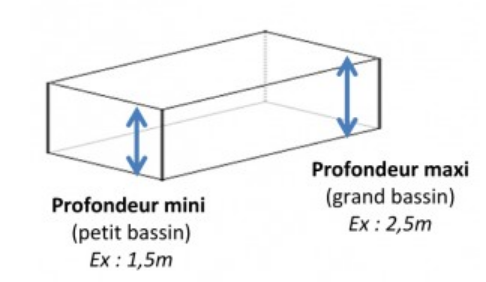 Profondeur mini
(petit bassin)
Ex : 1,5m
Profondeur maxi
(grand bassin)
Ex : 2,5m